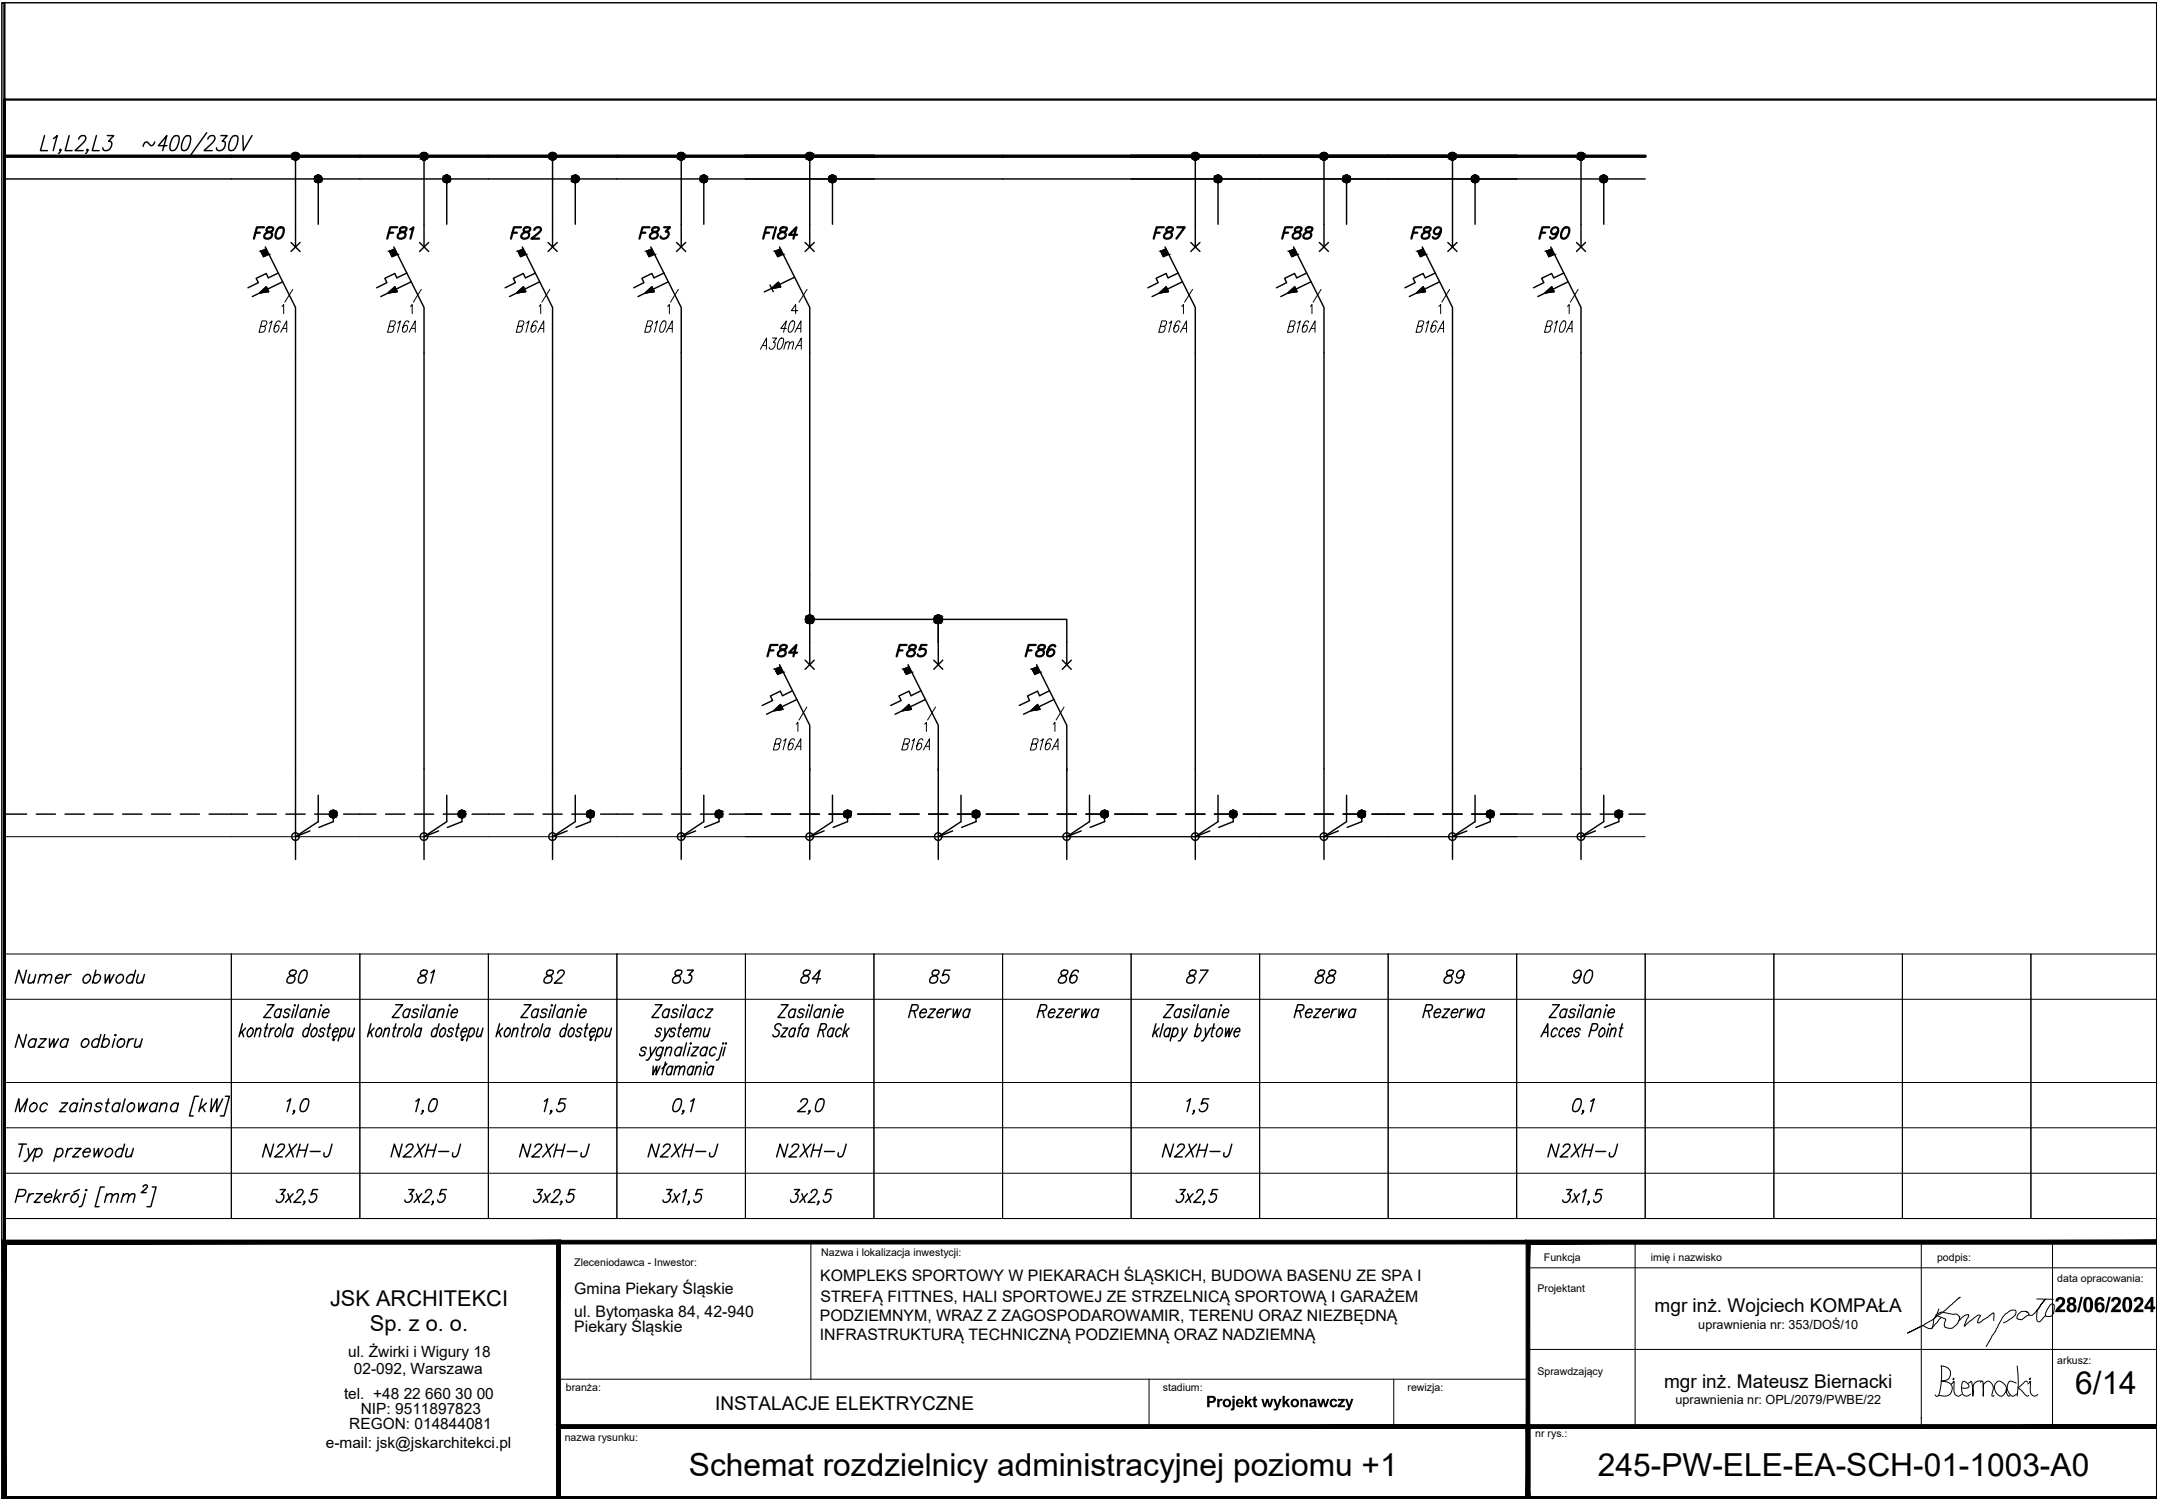 L1,L2,L3 ~400/230V
F80 F81 F82 F83 FI84 F87 F88 F89 F90
1 1 1 1 4 1 1 1 1
B16A B16A B16A B10A 40A B16A B16A B16A B10A
A30mA
F84 F85 F86
1 1 1
B16A B16A B16A
Numer obwodu 80 81 82 83 84 85 86 87 88 89 90
Nazwa odbioru
Zasilanie
kontrola dostępu
Zasilanie
kontrola dostępu
Zasilanie
kontrola dostępu
Zasilacz
systemu
sygnalizacji
włamania
Zasilanie
Szafa Rack
Rezerwa
Rezerwa
Zasilanie
klapy bytowe
Rezerwa
Rezerwa
Zasilanie
Acces Point
Moc zainstalowana [kW] 1,0 1,0 1,5 0,1 2,0 1,5 0,1
Typ przewodu N2XH-J N2XH-J N2XH-J N2XH-J N2XH-J N2XH-J N2XH-J
Przekrój [mm²] 3x2,5 3x2,5 3x2,5 3x1,5 3x2,5 3x2,5 3x1,5
JSK ARCHITEKCI
Sp. z o. o.
ul. Żwirki i Wigury 18
02-092, Warszawa
tel. +48 22 660 30 00
NIP: 9511897823
REGON: 014844081
e-mail: jsk@jskarchitekci.pl
Zleceniodawca - Inwestor:
Gmina Piekary Śląskie
ul. Bytomaska 84, 42-940
Piekary Śląskie
Nazwa i lokalizacja inwestycji:
KOMPLEKS SPORTOWY W PIEKARACH ŚLĄSKICH, BUDOWA BASENU ZE SPA I
STREFĄ FITTNES, HALI SPORTOWEJ ZE STRZELNICĄ SPORTOWĄ I GARAŻEM
PODZIEMNYM, WRAZ Z ZAGOSPODAROWAMIR, TERENU ORAZ NIEZBĘDNĄ
INFRASTRUKTURĄ TECHNICZNĄ PODZIEMNĄ ORAZ NADZIEMNĄ
branża:
INSTALACJE ELEKTRYCZNE
stadium:
Projekt wykonawczy
rewizja:
nazwa rysunku:
Schemat rozdzielnicy administracyjnej poziomu +1
Funkcja imię i nazwisko podpis:
Projektant
mgr inż. Wojciech KOMPAŁA
uprawnienia nr: 353/DOŚ/10
Kompała
data opracowania:
28/06/2024
Sprawdzający
mgr inż. Mateusz Biernacki
uprawnienia nr: OPL/2079/PWBE/22
Biernacki
arkusz:
6/14
nr rys.:
245-PW-ELE-EA-SCH-01-1003-A0